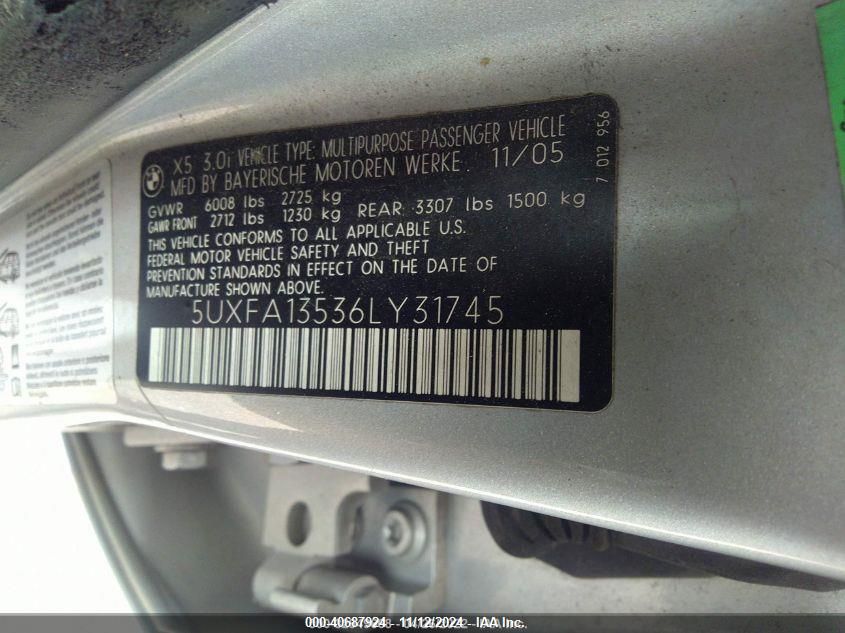 BMW
X5 3.0i VEHICLE TYPE: MULTIPURPOSE PASSENGER VEHICLE
MFD BY BAYERISCHE MOTOREN WERKE. 11/05
GVWR 6008 lbs 2725 kg
GAWR FRONT 2712 lbs 1230 kg REAR: 3307 lbs 1500 kg
THIS VEHICLE CONFORMS TO ALL APPLICABLE U.S.
FEDERAL MOTOR VEHICLE SAFETY AND THEFT
PREVENTION STANDARDS IN EFFECT ON THE DATE OF
MANUFACTURE SHOWN ABOVE.
5UXFA13536LY31745
7 012 956
000-40687924 - 11/12/2024 - IAA Inc.